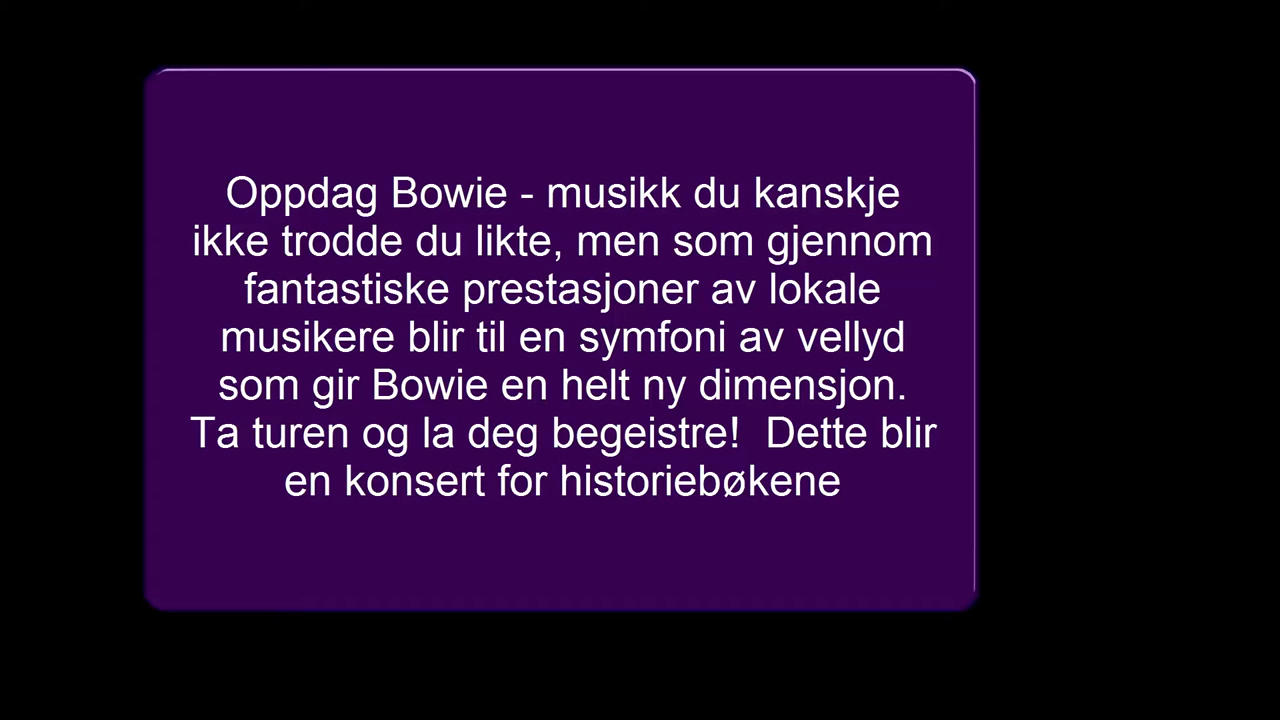 Oppdag Bowie - musikk du kanskje
ikke trodde du likte, men som gjennom
fantastiske prestasjoner av lokale
musikere blir til en symfoni av vellyd
som gir Bowie en helt ny dimensjon.
Ta turen og la deg begeistre!  Dette blir
en konsert for historiebøkene